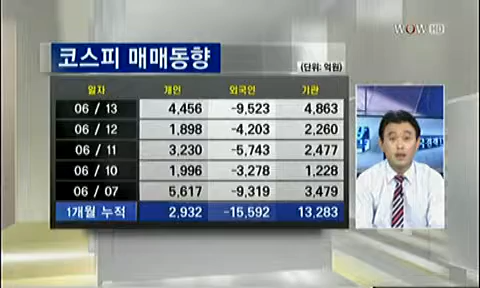 WOW HD
코스피 매매동향
(단위: 억원)
일자 개인 외국인 기관
06 / 13 4,456 -9,523 4,863
06 / 12 1,898 -4,203 2,260
06 / 11 3,230 -5,743 2,477
06 / 10 1,996 -3,278 1,228
06 / 07 5,617 -9,319 3,479
1개월 누적 2,932 -15,592 13,283